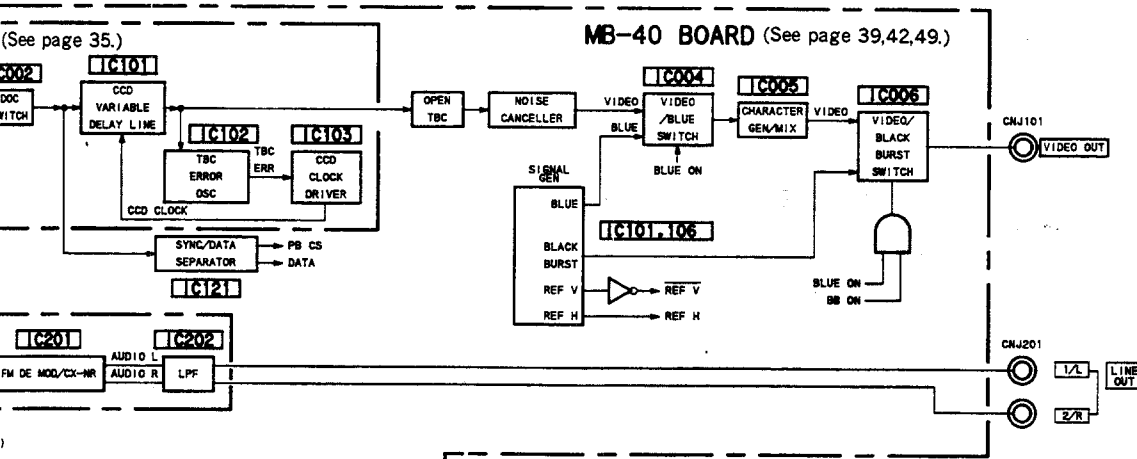 (See page 35.)
MB-40 BOARD (See page 39,42,49.)
IC101
CCD
VARIABLE
DELAY LINE
IC102
TBC
ERROR
OSC
TBC
ERR
IC103
CCD
CLOCK
DRIVER
CCD CLOCK
OPEN
TBC
NOISE
CANCELLER
VIDEO
BLUE
IC004
VIDEO
/BLUE
SWITCH
BLUE ON
IC005
CHARACTER
GEN/MIX
VIDEO
IC006
VIDEO/
BLACK
BURST
SWITCH
CNJ101
VIDEO OUT
SIGNAL
GEN
BLUE
BLACK
BURST
REF V
REF H
IC101.106
REF V
REF H
BLUE ON
BB ON
SYNC/DATA
SEPARATOR
PB CS
DATA
IC121
IC201
FM DE MOD/CX-NR
AUDIO L
AUDIO R
IC202
LPF
CNJ201
1/L
2/R
LINE
OUT
)